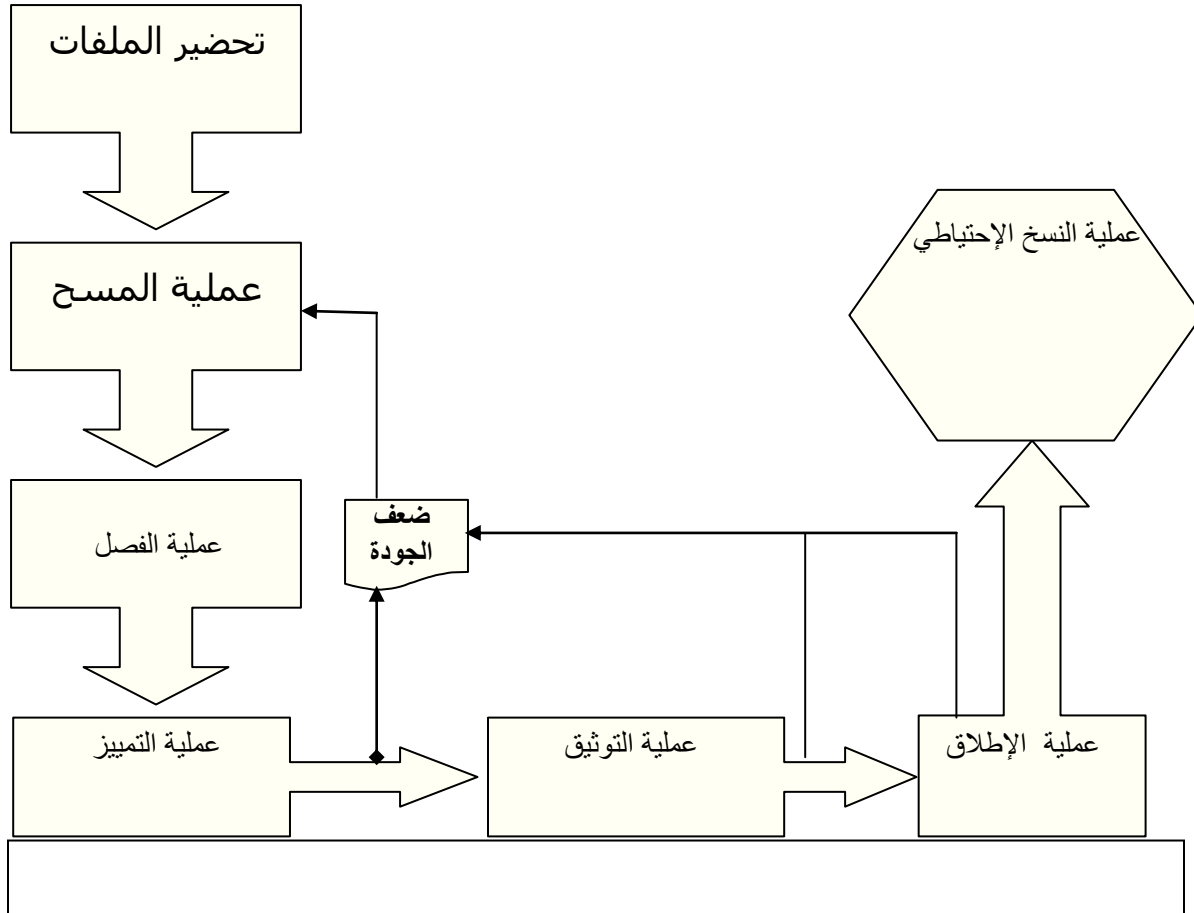 تحضير الملفات
عملية المسح
عملية الفصل
عملية التمييز
ضعف
الجودة
عملية التوثيق
عملية الإطلاق
عملية النسخ الإحتياطي